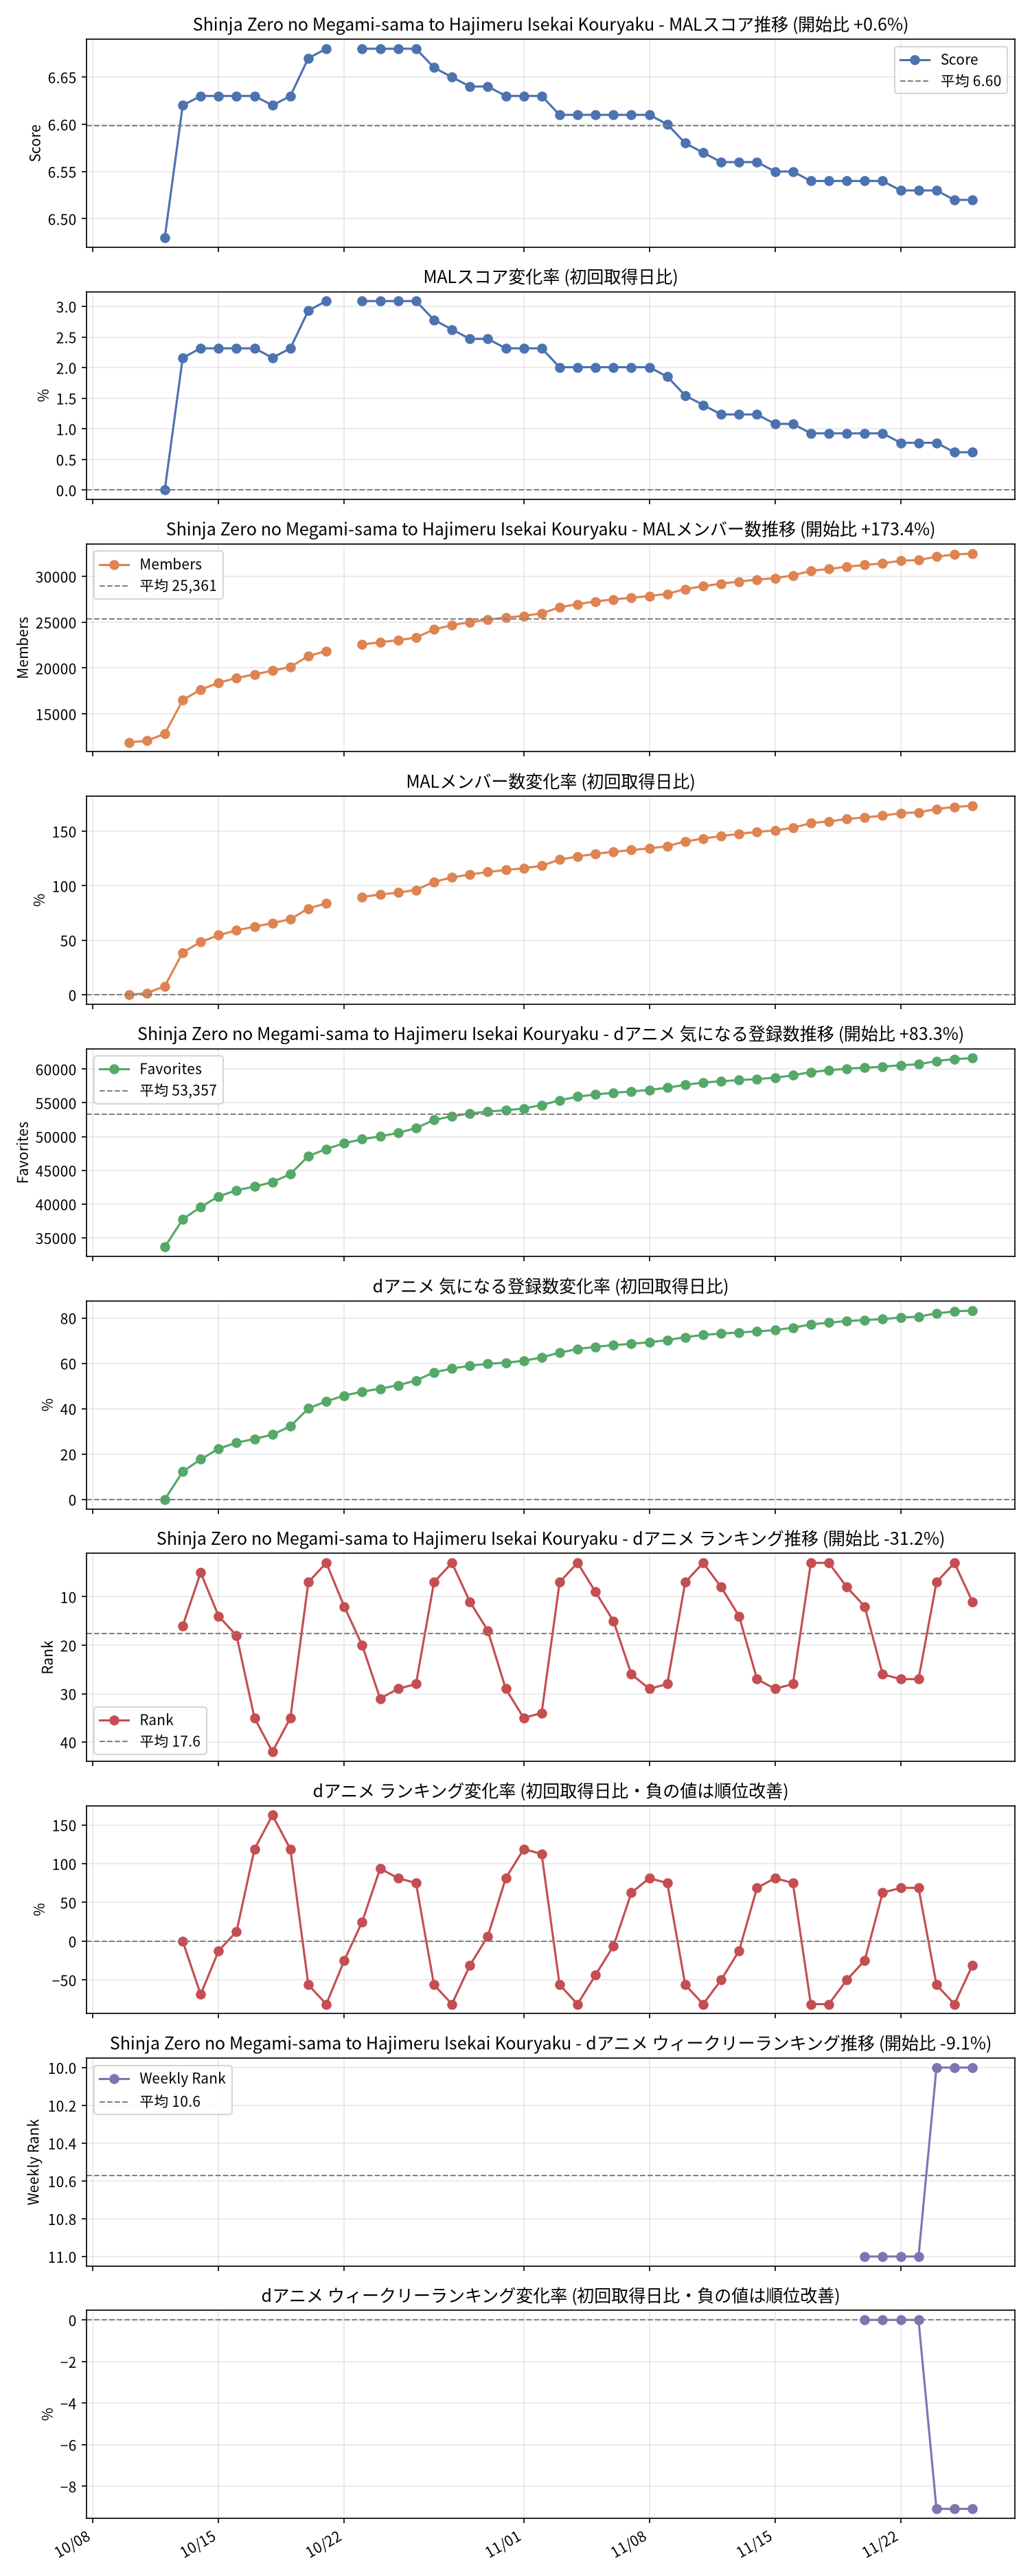 Shinja Zero no Megami-sama to Hajimeru Isekai Kouryaku - MALスコア推移 (開始比 +0.6%)
Score
6.65
6.60
6.55
6.50
Score
平均 6.60
MALスコア変化率 (初回取得日比)
%
3.0
2.5
2.0
1.5
1.0
0.5
0.0
Shinja Zero no Megami-sama to Hajimeru Isekai Kouryaku - MALメンバー数推移 (開始比 +173.4%)
Members
30000
25000
20000
15000
Members
平均 25,361
MALメンバー数変化率 (初回取得日比)
%
150
100
50
0
Shinja Zero no Megami-sama to Hajimeru Isekai Kouryaku - dアニメ 気になる登録数推移 (開始比 +83.3%)
Favorites
60000
55000
50000
45000
40000
35000
Favorites
平均 53,357
dアニメ 気になる登録数変化率 (初回取得日比)
%
80
60
40
20
0
Shinja Zero no Megami-sama to Hajimeru Isekai Kouryaku - dアニメ ランキング推移 (開始比 -31.2%)
Rank
10
20
30
40
Rank
平均 17.6
dアニメ ランキング変化率 (初回取得日比・負の値は順位改善)
%
150
100
50
0
−50
Shinja Zero no Megami-sama to Hajimeru Isekai Kouryaku - dアニメ ウィークリーランキング推移 (開始比 -9.1%)
Weekly Rank
10.0
10.2
10.4
10.6
10.8
11.0
Weekly Rank
平均 10.6
dアニメ ウィークリーランキング変化率 (初回取得日比・負の値は順位改善)
%
0
−2
−4
−6
−8
10/08
10/15
10/22
11/01
11/08
11/15
11/22